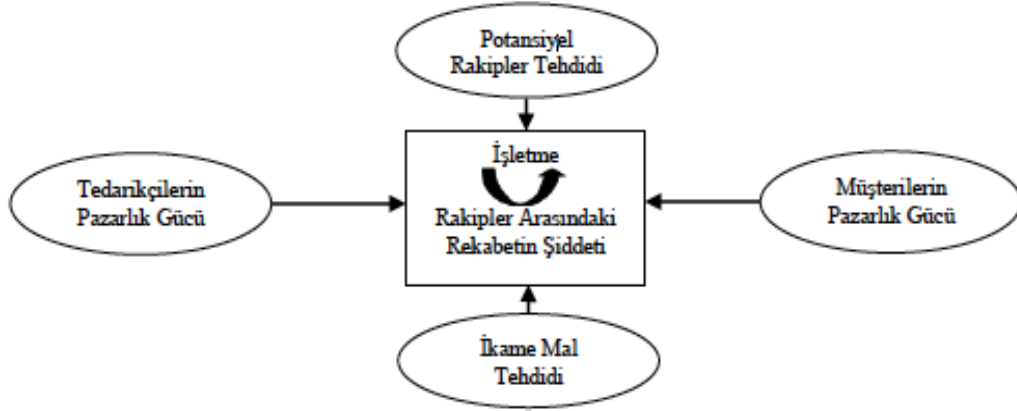 Potansiyel
Rakipler Tehdidi
İşletme
Tedarikçilerin
Pazarlık Gücü
Rakipler Arasındaki
Rekabetin Şiddeti
Müşterilerin
Pazarlık Gücü
İkame Mal
Tehdidi